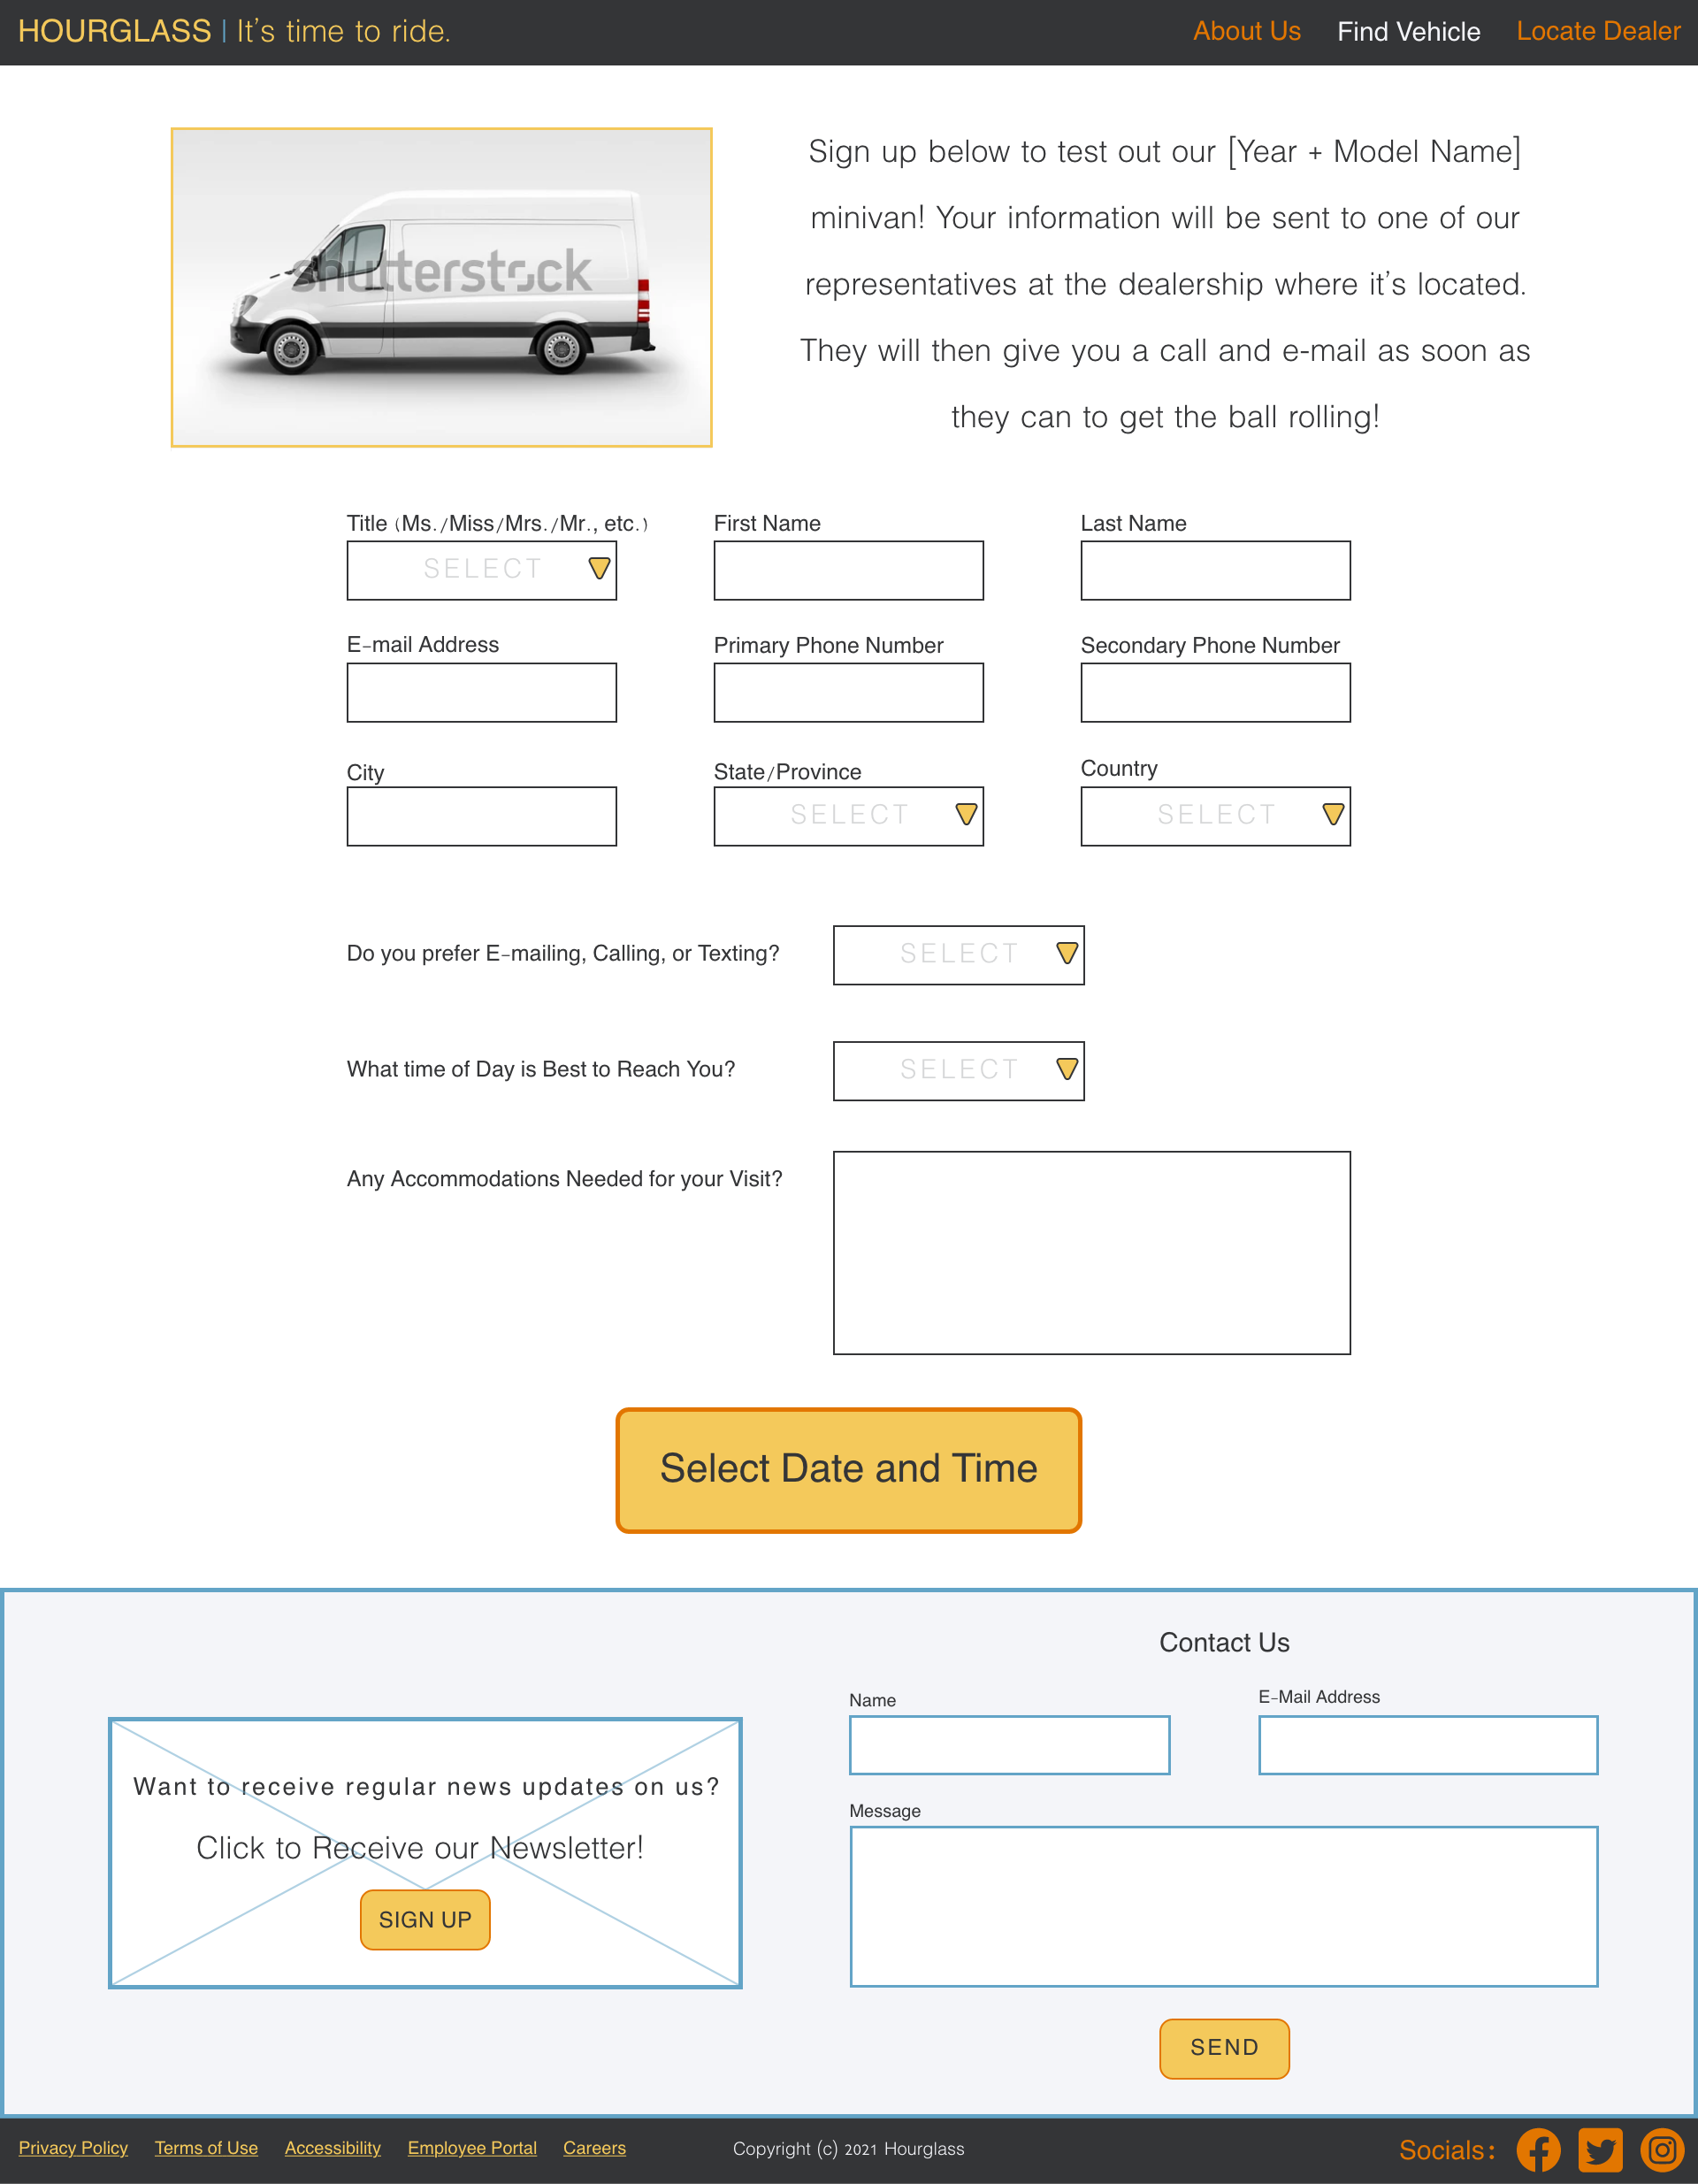 HOURGLASS | It's time to ride.
About Us Find Vehicle Locate Dealer
shutterstock
Sign up below to test out our [Year + Model Name]
minivan! Your information will be sent to one of our
representatives at the dealership where it's located.
They will then give you a call and e-mail as soon as
they can to get the ball rolling!
Title (Ms./Miss/Mrs./Mr., etc.) First Name Last Name
SELECT
E-mail Address Primary Phone Number Secondary Phone Number
City State/Province Country
SELECT SELECT
Do you prefer E-mailing, Calling, or Texting? SELECT
What time of Day is Best to Reach You? SELECT
Any Accommodations Needed for your Visit?
Select Date and Time
Want to receive regular news updates on us?
Click to Receive our Newsletter!
SIGN UP
Contact Us
Name E-Mail Address
Message
SEND
Privacy Policy Terms of Use Accessibility Employee Portal Careers Copyright (c) 2021 Hourglass Socials: